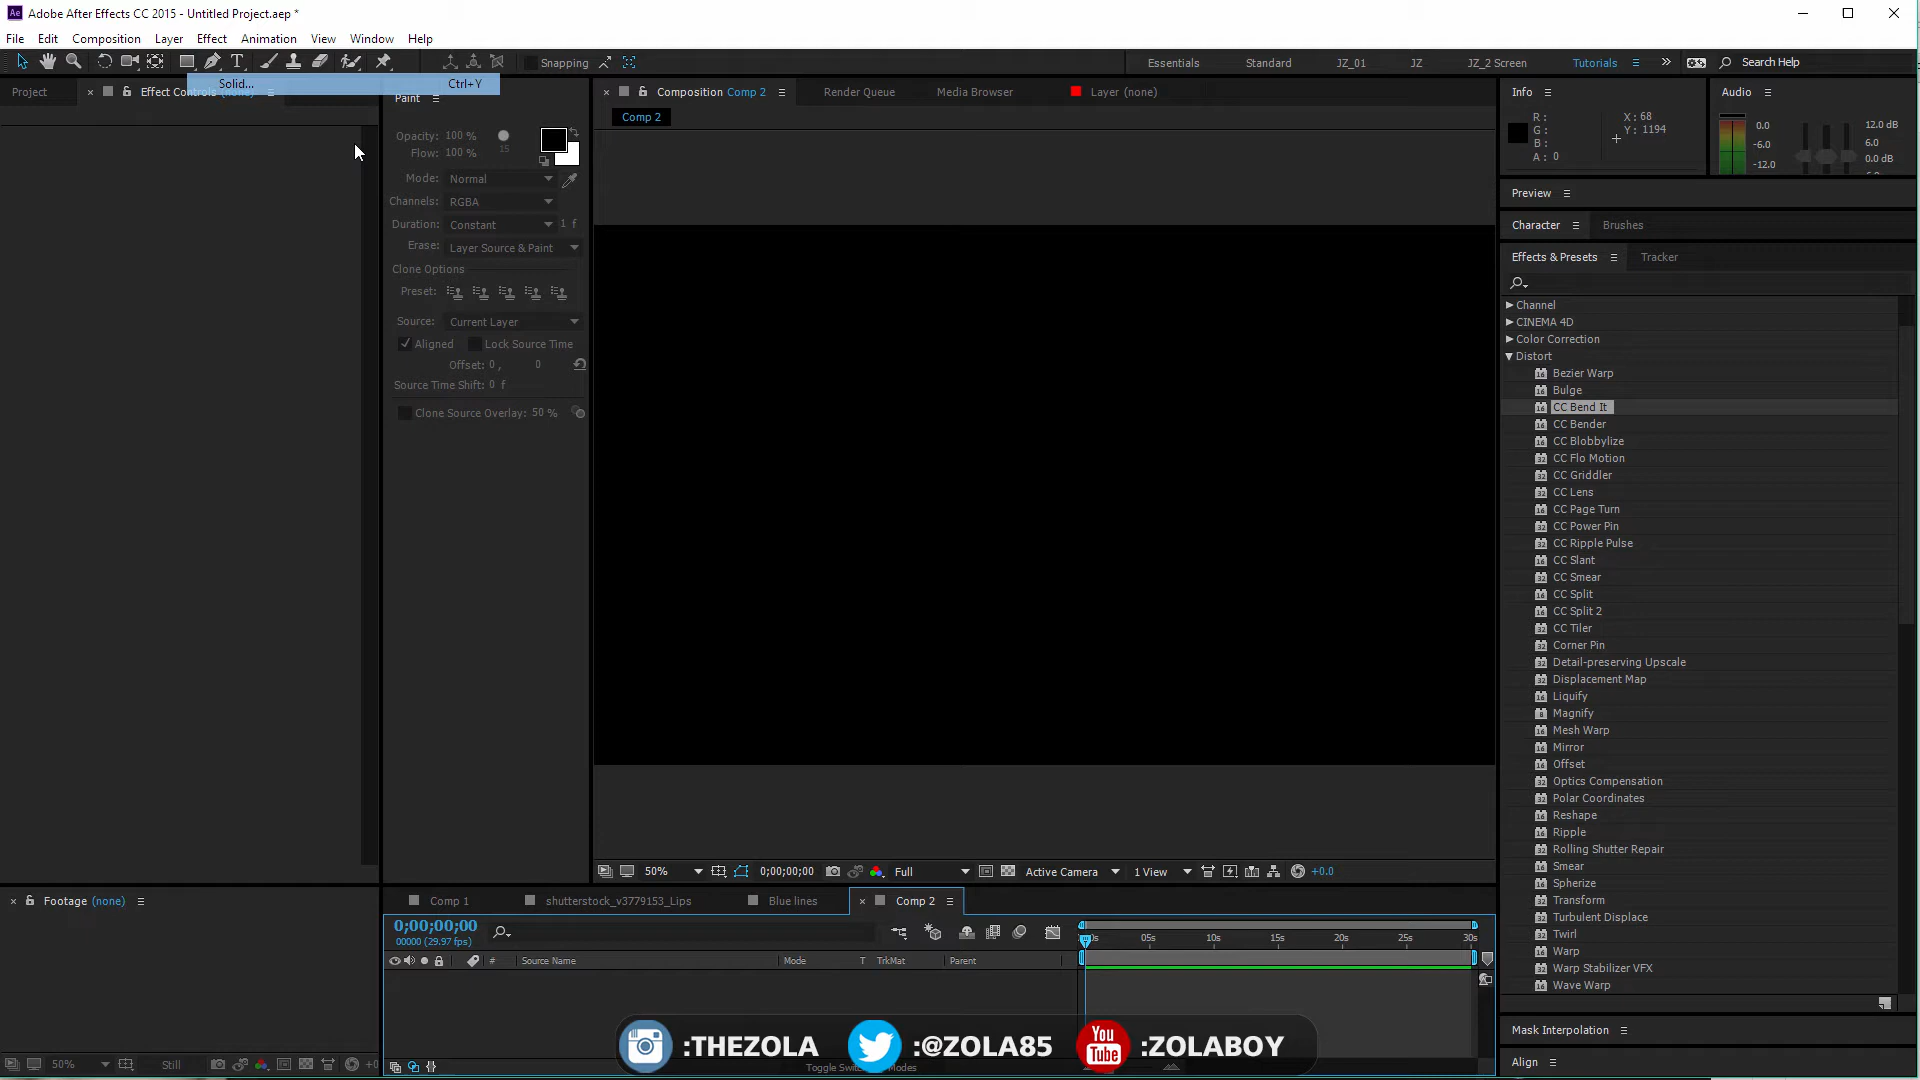 Adobe After Effects CC 2015 - Untitled Project.aep *
File Edit Composition Layer Effect Animation View Window Help
Snapping
Essentials Standard JZ_01 JZ JZ_2 Screen Tutorials Search Help
Solid... Ctrl+Y
Project Effect Controls (none)
Paint
Opacity: 100 %
Flow: 100 %
15
Mode: Normal
Channels: RGBA
Duration: Constant 1 f
Erase: Layer Source & Paint
Clone Options
Preset:
Source: Current Layer
Aligned Lock Source Time
Offset: 0 , 0
Source Time Shift: 0 f
Clone Source Overlay: 50 %
Composition Comp 2 Render Queue Media Browser Layer (none)
Comp 2
50% 0;00;00;00 Full Active Camera 1 View +0.0
Info
R:
G:
B:
A: 0
X: 68
Y: 1194
Audio
0.0
-6.0
-12.0
12.0 dB
6.0
0.0 dB
Preview
Character Brushes
Effects & Presets Tracker
Channel
CINEMA 4D
Color Correction
Distort
Bezier Warp
Bulge
CC Bend It
CC Bender
CC Blobbylize
CC Flo Motion
CC Griddler
CC Lens
CC Page Turn
CC Power Pin
CC Ripple Pulse
CC Slant
CC Smear
CC Split
CC Split 2
CC Tiler
Corner Pin
Detail-preserving Upscale
Displacement Map
Liquify
Magnify
Mesh Warp
Mirror
Offset
Optics Compensation
Polar Coordinates
Reshape
Ripple
Rolling Shutter Repair
Smear
Spherize
Transform
Turbulent Displace
Twirl
Warp
Warp Stabilizer VFX
Wave Warp
Mask Interpolation
Align
Footage (none)
50% Still
Comp 1 shutterstock_v3779153_Lips Blue lines Comp 2
0;00;00;00
00000 (29.97 fps)
05s 10s 15s 20s 25s 30s
# Source Name Mode T TrkMat Parent
:THEZOLA :@ZOLA85 You Tube :ZOLABOY